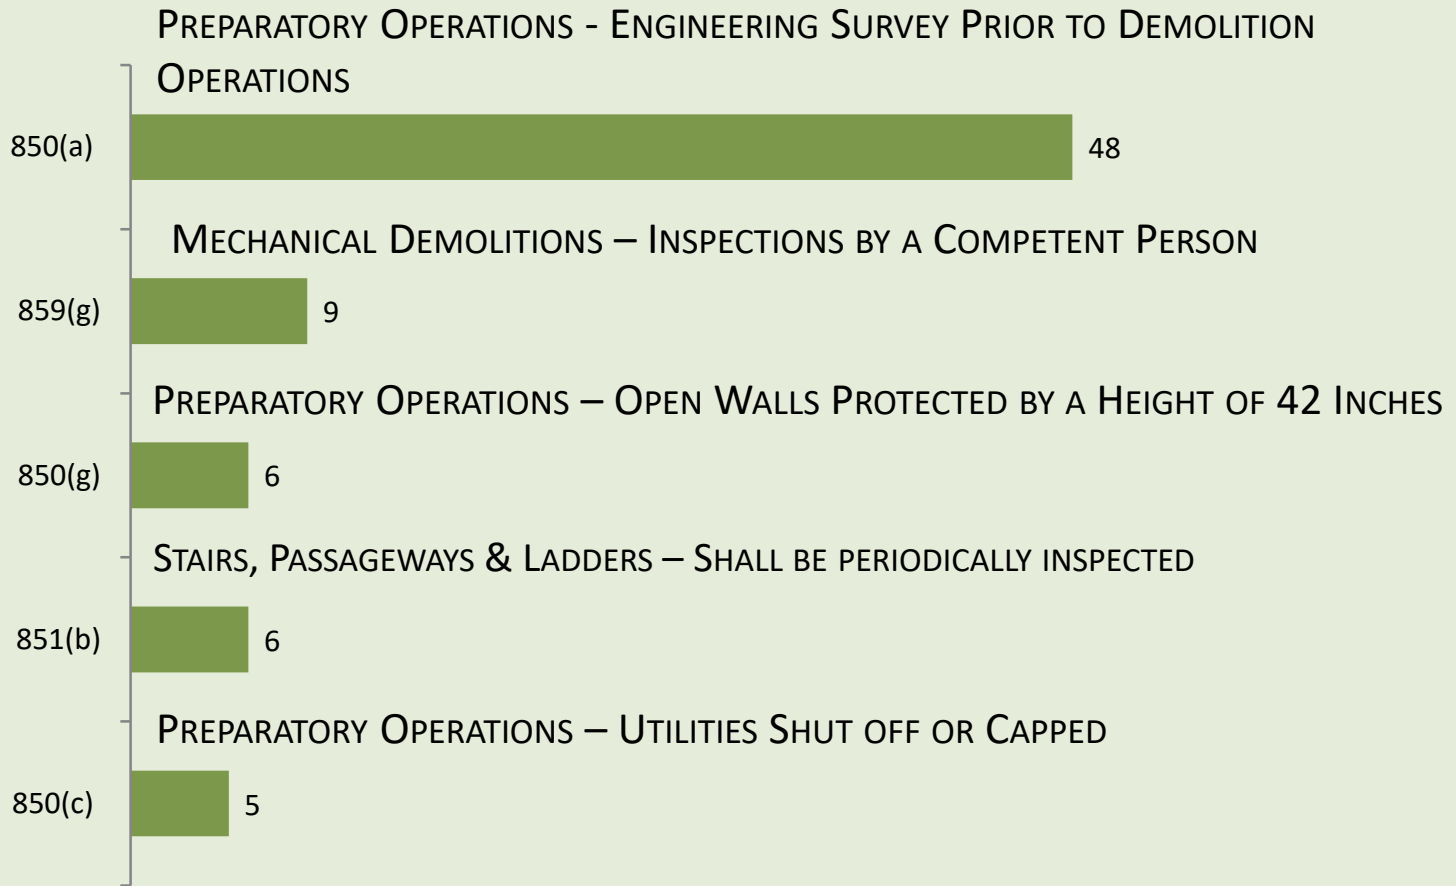 Preparatory Operations - Engineering Survey Prior to Demolition
Operations
850(a)
48
Mechanical Demolitions – Inspections by a Competent Person
859(g)
9
Preparatory Operations – Open Walls Protected by a Height of 42 Inches
850(g)
6
Stairs, Passageways & Ladders – Shall be periodically inspected
851(b)
6
Preparatory Operations – Utilities Shut off or Capped
850(c)
5